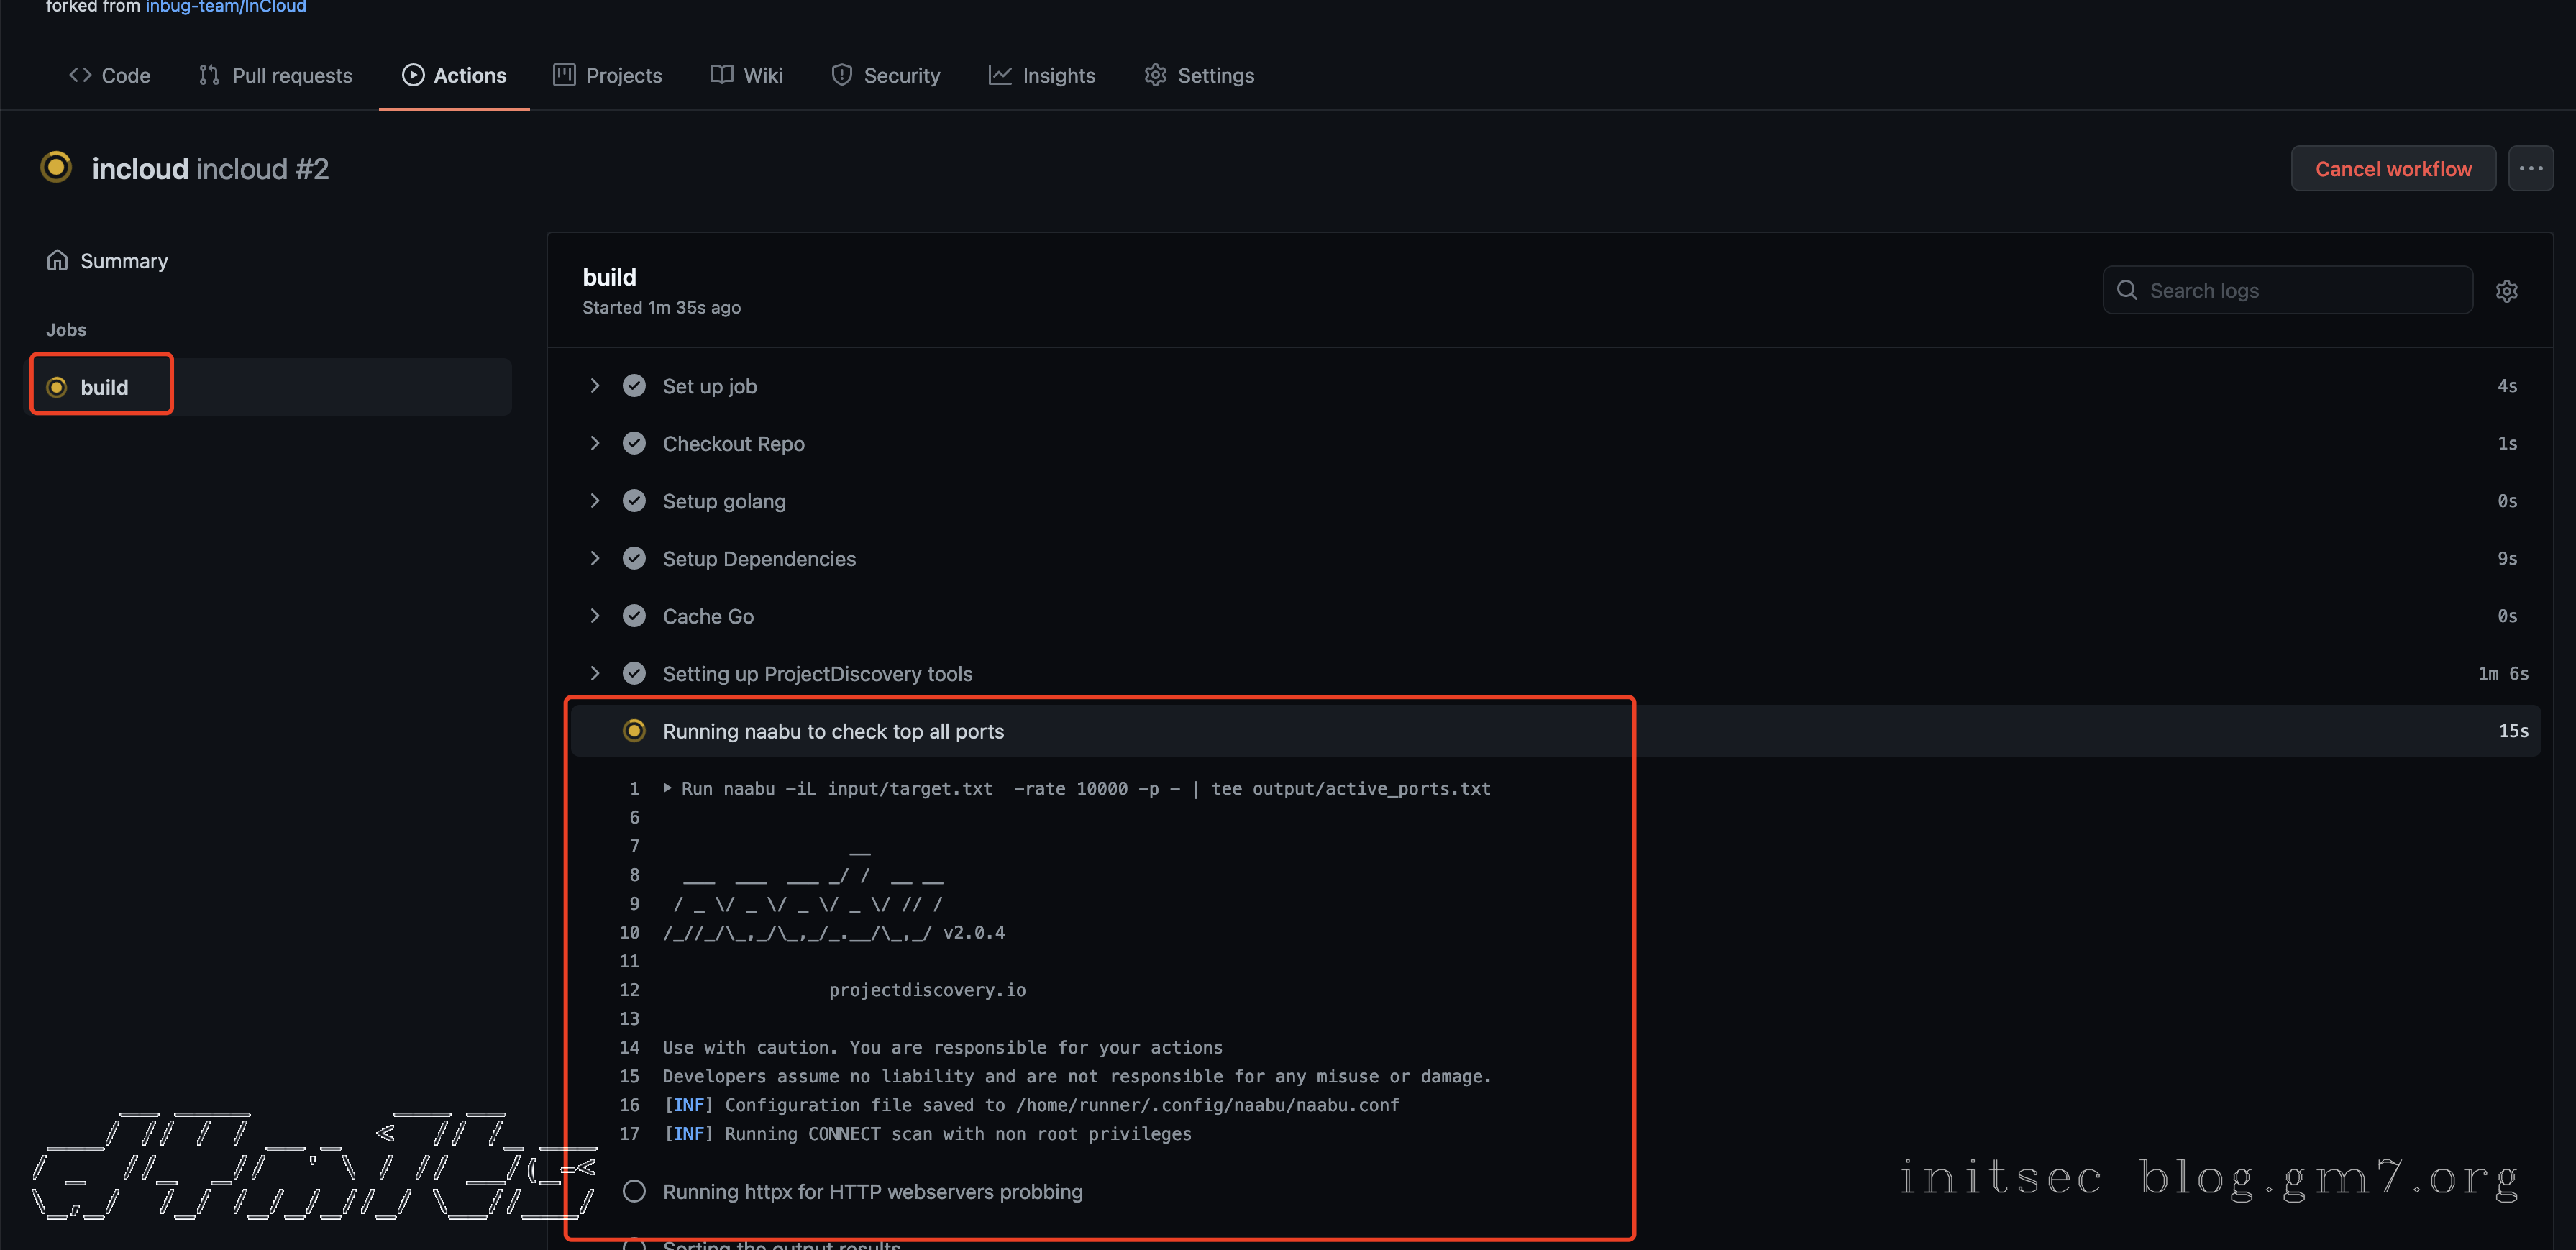 forked from inbug-team/InCloud
Code Pull requests Actions Projects Wiki Security Insights Settings
incloud incloud #2
Cancel workflow
Summary
Jobs
build
build
Started 1m 35s ago
Search logs
Set up job 4s
Checkout Repo 1s
Setup golang 0s
Setup Dependencies 9s
Cache Go 0s
Setting up ProjectDiscovery tools 1m 6s
Running naabu to check top all ports 15s
1 Run naabu -iL input/target.txt  -rate 10000 -p - | tee output/active_ports.txt
6
7                   __
8   ___  ___  ___ _/ /  __ __
9  / _ \/ _ \/ _ \/ _ \/ // /
10 /_//_/\_,_/\_,_/_.__/\_,_/ v2.0.4
11
12 projectdiscovery.io
13
14 Use with caution. You are responsible for your actions
15 Developers assume no liability and are not responsible for any misuse or damage.
16 [INF] Configuration file saved to /home/runner/.config/naabu/naabu.conf
17 [INF] Running CONNECT scan with non root privileges
Running httpx for HTTP webservers probbing
Sorting the output results
initsec blog.gm7.org